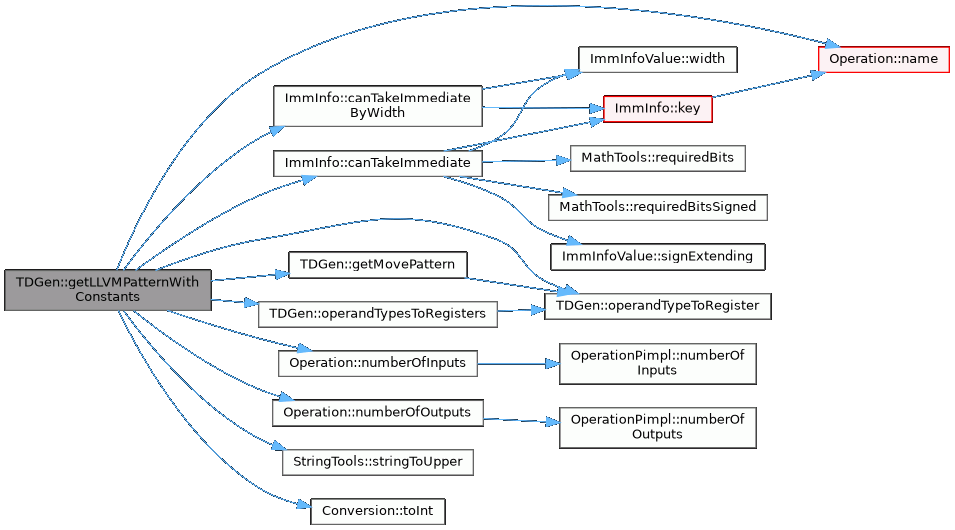 TDGen::getLLVMPatternWith
Constants
ImmInfo::canTakeImmediate
ByWidth
ImmInfo::canTakeImmediate
TDGen::getMovePattern
TDGen::operandTypesToRegisters
Operation::numberOfInputs
Operation::numberOfOutputs
StringTools::stringToUpper
Conversion::toInt
ImmInfoValue::width
ImmInfo::key
MathTools::requiredBits
MathTools::requiredBitsSigned
ImmInfoValue::signExtending
TDGen::operandTypeToRegister
OperationPimpl::numberOf
Inputs
OperationPimpl::numberOf
Outputs
Operation::name